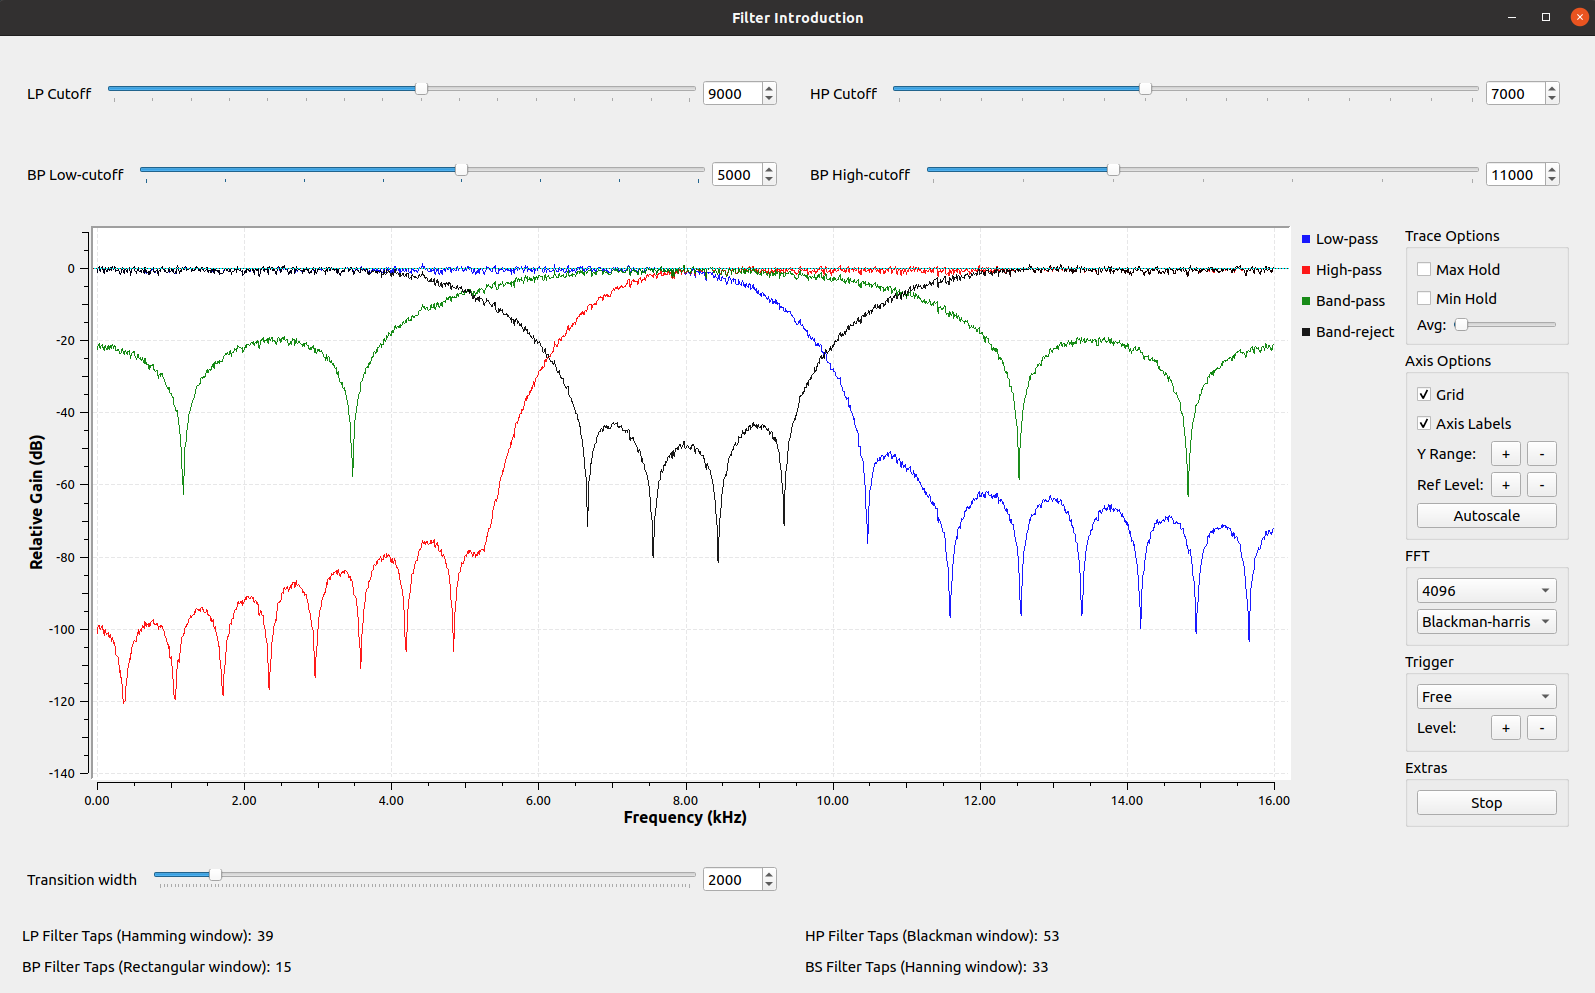 Filter Introduction
LP Cutoff 9000 HP Cutoff 7000
BP Low-cutoff 5000 BP High-cutoff 11000
Low-pass
High-pass
Band-pass
Band-reject
Relative Gain (dB)
0
-20
-40
-60
-80
-100
-120
-140
0.00 2.00 4.00 6.00 8.00 10.00 12.00 14.00 16.00
Frequency (kHz)
Trace Options
Max Hold
Min Hold
Avg:
Axis Options
Grid
Axis Labels
Y Range: + -
Ref Level: + -
Autoscale
FFT
4096
Blackman-harris
Trigger
Free
Level: + -
Extras
Stop
Transition width 2000
LP Filter Taps (Hamming window): 39 HP Filter Taps (Blackman window): 53
BP Filter Taps (Rectangular window): 15 BS Filter Taps (Hanning window): 33